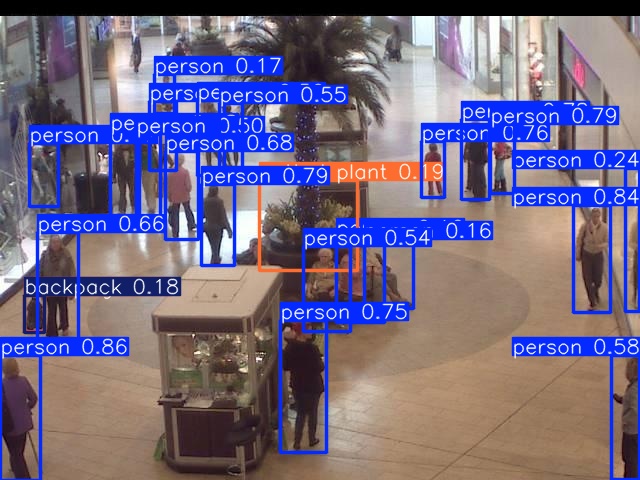 person 0.17
person 0.55
person 0.50
person 0.79
person 0.76
person 0.68
person 0.24
plant 0.19
person 0.79
person 0.84
person 0.66
0.16
person 0.54
backpack 0.18
person 0.75
person 0.86
person 0.58